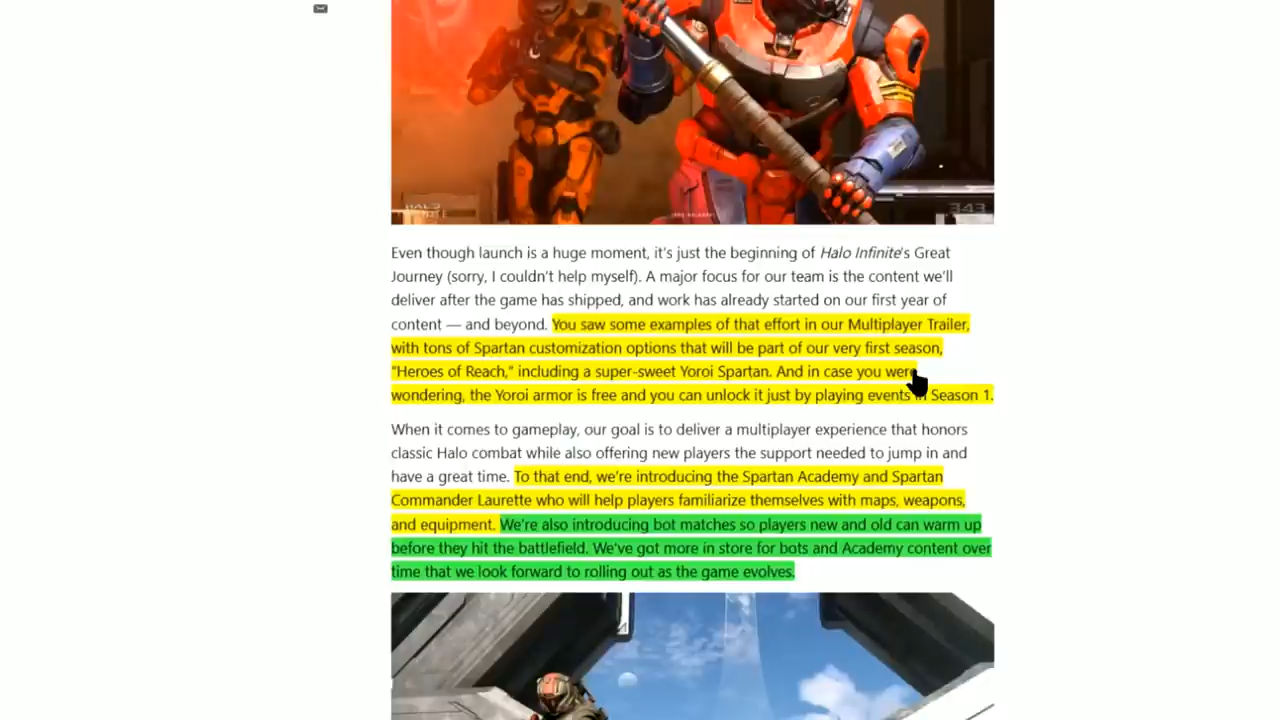 343
Even though launch is a huge moment, it's just the beginning of Halo Infinite's Great
Journey (sorry, I couldn't help myself). A major focus for our team is the content we'll
deliver after the game has shipped, and work has already started on our first year of
content — and beyond. You saw some examples of that effort in our Multiplayer Trailer,
with tons of Spartan customization options that will be part of our very first season,
“Heroes of Reach,” including a super-sweet Yoroi Spartan. And in case you were
wondering, the Yoroi armor is free and you can unlock it just by playing events in Season 1.
When it comes to gameplay, our goal is to deliver a multiplayer experience that honors
classic Halo combat while also offering new players the support needed to jump in and
have a great time. To that end, we're introducing the Spartan Academy and Spartan
Commander Laurette who will help players familiarize themselves with maps, weapons,
and equipment. We're also introducing bot matches so players new and old can warm up
before they hit the battlefield. We've got more in store for bots and Academy content over
time that we look forward to rolling out as the game evolves.